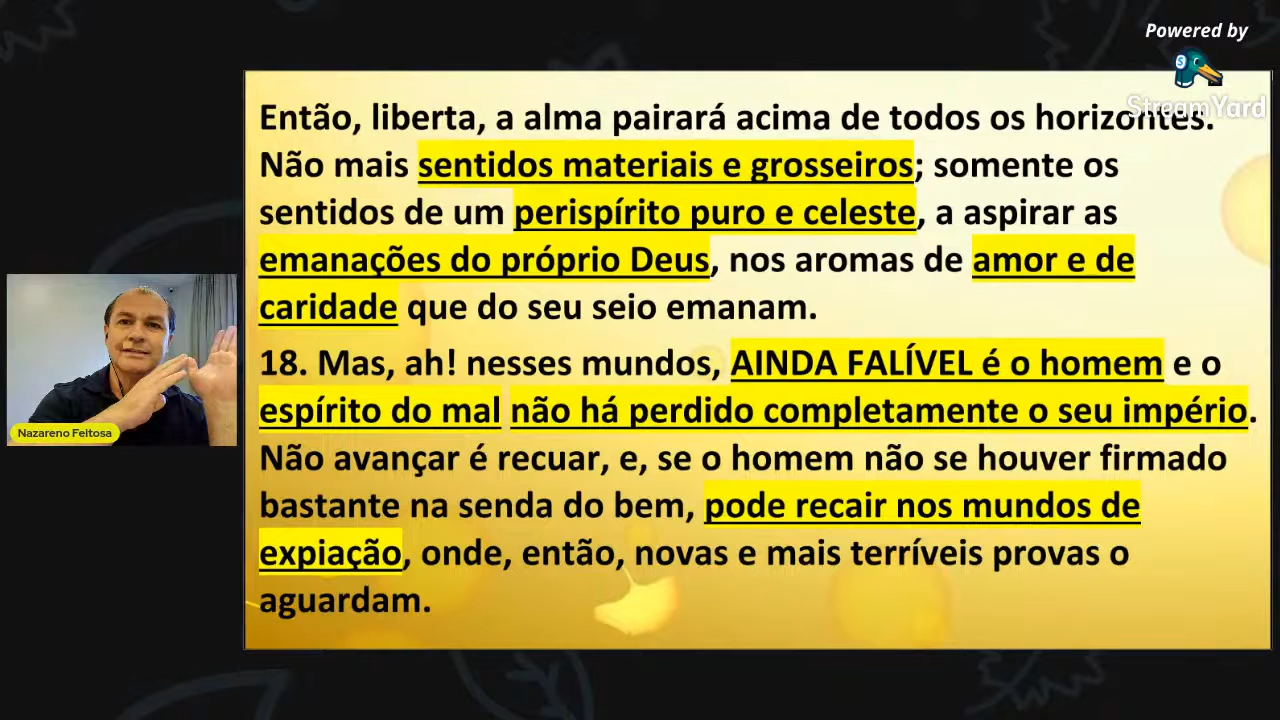 Powered by
StreamYard
Então, liberta, a alma pairará acima de todos os horizontes.
Não mais sentidos materiais e grosseiros; somente os
sentidos de um perispírito puro e celeste, a aspirar as
emanações do próprio Deus, nos aromas de amor e de
caridade que do seu seio emanam.
18. Mas, ah! nesses mundos, AINDA FALÍVEL é o homem e o
espírito do mal não há perdido completamente o seu império.
Não avançar é recuar, e, se o homem não se houver firmado
bastante na senda do bem, pode recair nos mundos de
expiação, onde, então, novas e mais terríveis provas o
aguardam.
Nazareno Feitosa